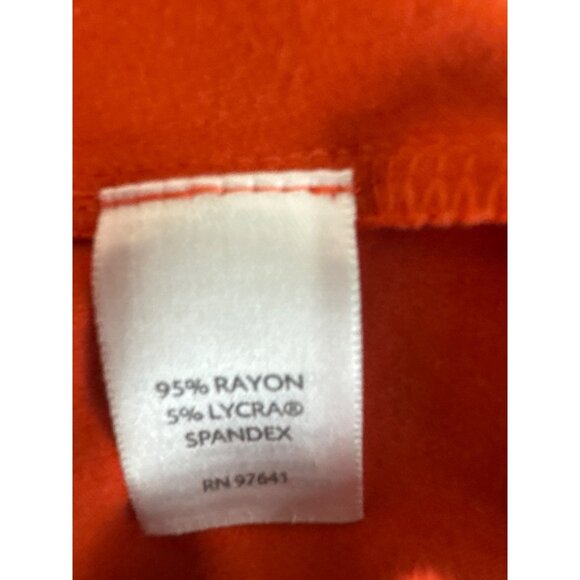 95% RAYON
5% LYCRA®
SPANDEX
RN 97641